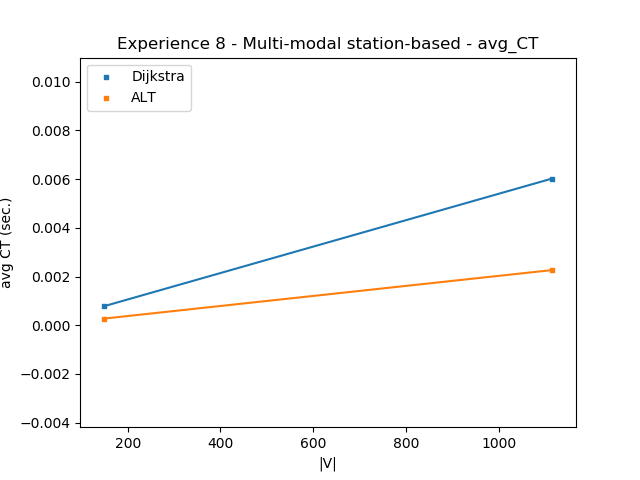 Experience 8 - Multi-modal station-based - avg_CT
Dijkstra
ALT
0.010
0.008
0.006
0.004
0.002
0.000
−0.002
−0.004
avg CT (sec.)
200 400 600 800 1000
|V|